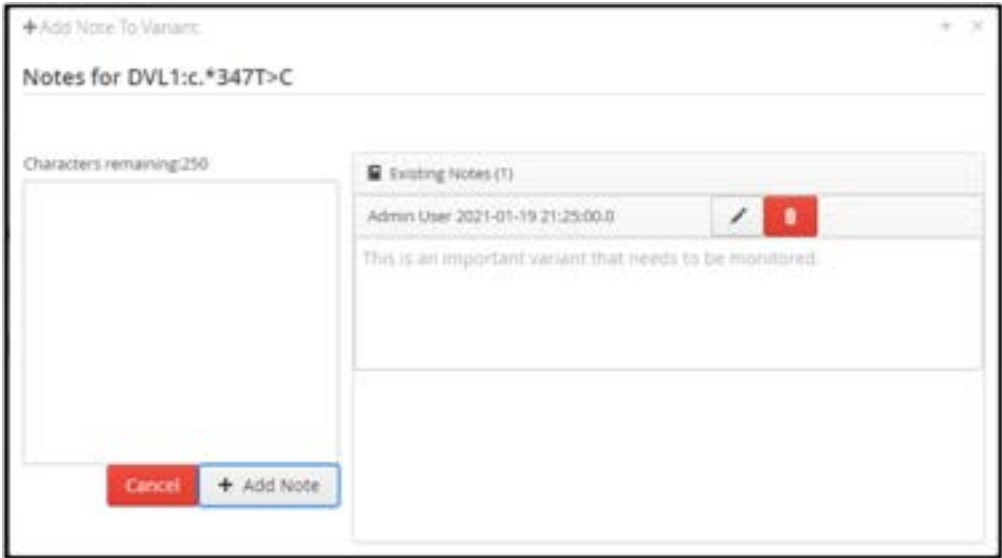 +Add Note To Variant
Notes for DVL1:c.*347T>C
Characters remaining:250
Existing Notes (1)
Admin User 2021-01-19 21:25:00.0
This is an important variant that needs to be monitored.
Cancel
+ Add Note